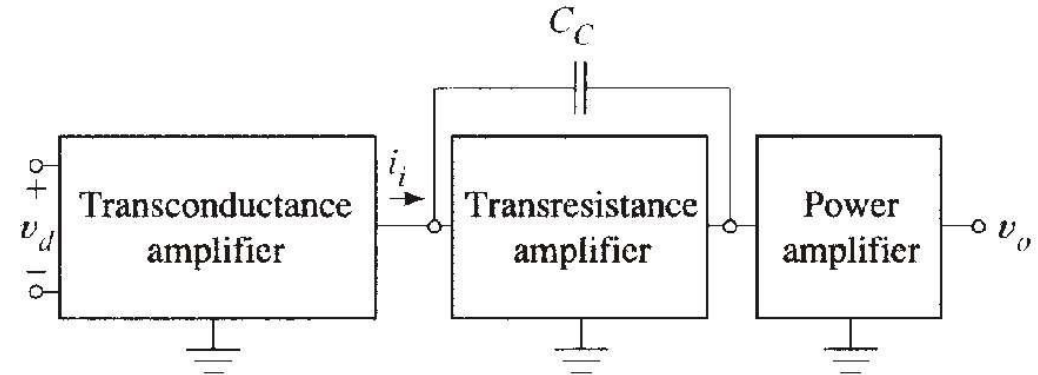 C_C
i_i
+
v_d
−
Transconductance
amplifier
Transresistance
amplifier
Power
amplifier
v_o